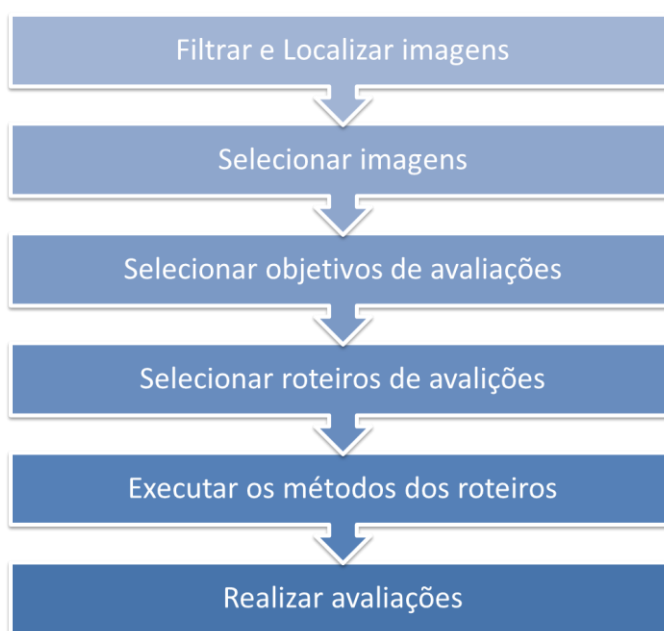 Filtrar e Localizar imagens
Selecionar imagens
Selecionar objetivos de avaliações
Selecionar roteiros de avalições
Executar os métodos dos roteiros
Realizar avaliações